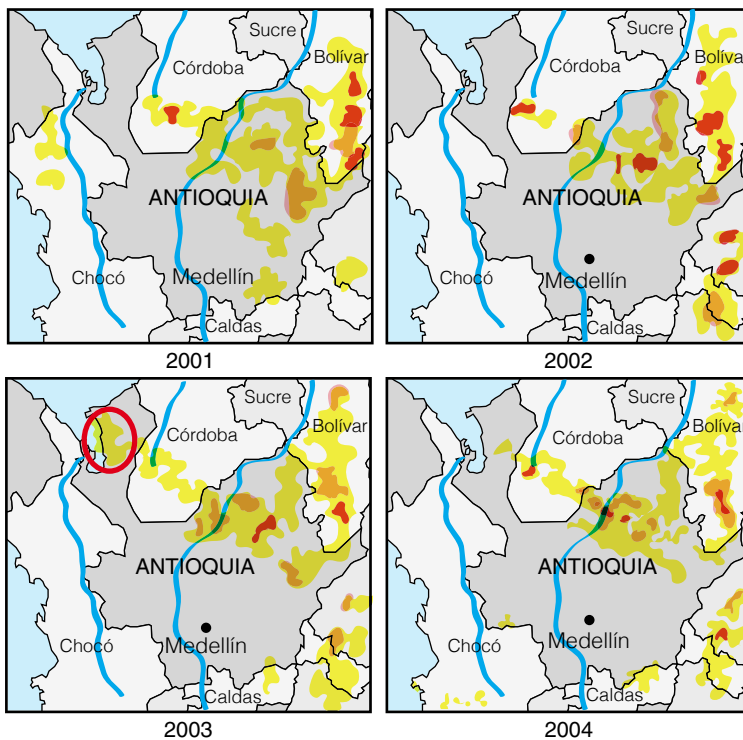 Sucre
Bolívar
Córdoba
ANTIOQUIA
Chocó
Medellín
Caldas
2001
Sucre
Bolívar
Córdoba
ANTIOQUIA
Chocó
Medellín
Caldas
2002
Sucre
Bolívar
Córdoba
ANTIOQUIA
Chocó
Medellín
Caldas
2003
Sucre
Bolívar
Córdoba
ANTIOQUIA
Chocó
Medellín
Caldas
2004